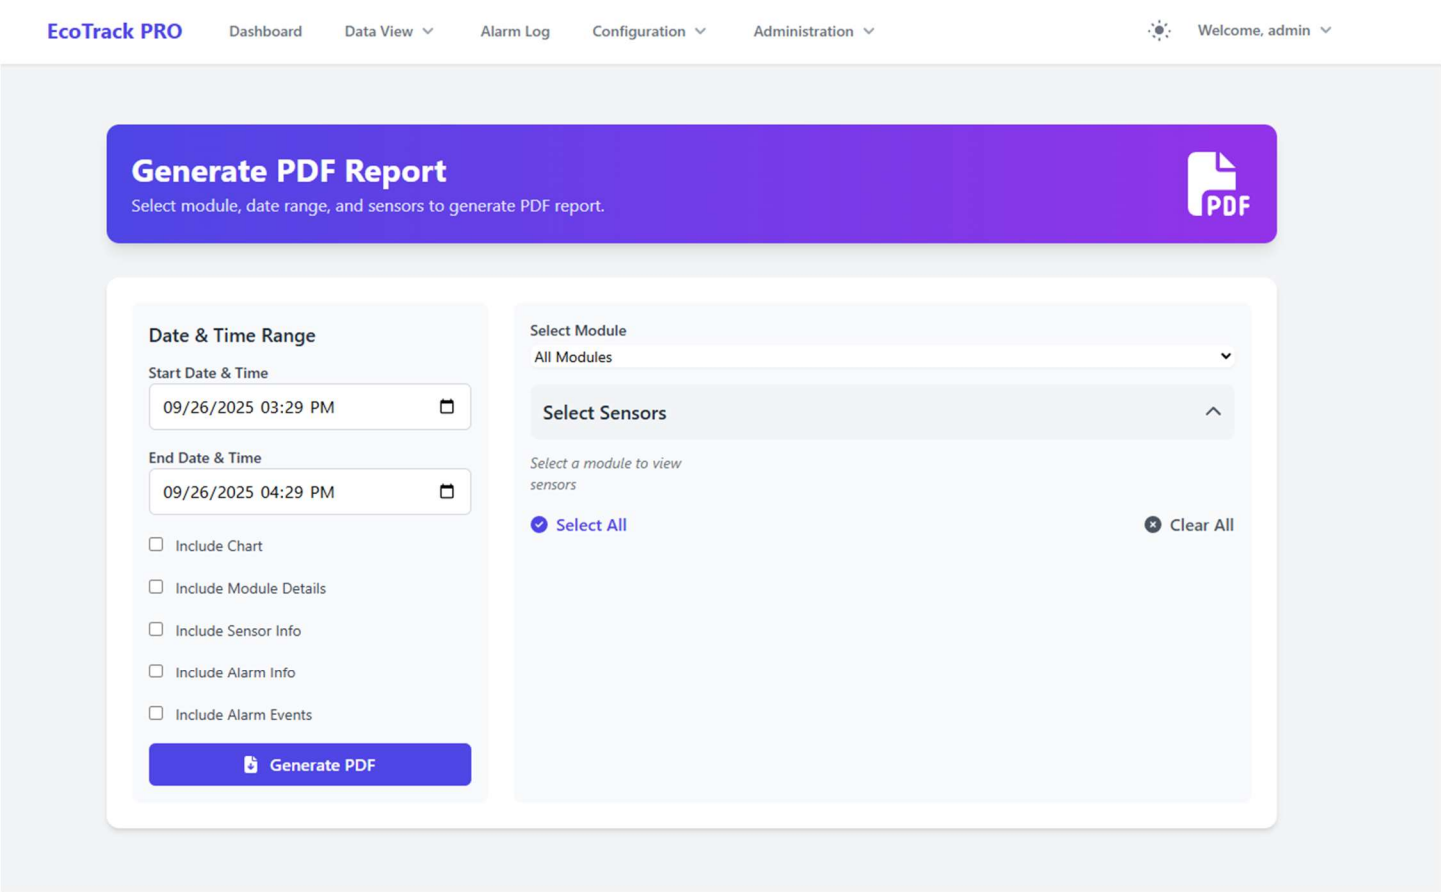 EcoTrack PRO
Dashboard
Data View
Alarm Log
Configuration
Administration
Welcome, admin
Generate PDF Report
Select module, date range, and sensors to generate PDF report.
PDF
Date & Time Range
Start Date & Time
09/26/2025 03:29 PM
End Date & Time
09/26/2025 04:29 PM
Include Chart
Include Module Details
Include Sensor Info
Include Alarm Info
Include Alarm Events
Generate PDF
Select Module
All Modules
Select Sensors
Select a module to view
sensors
Select All
Clear All